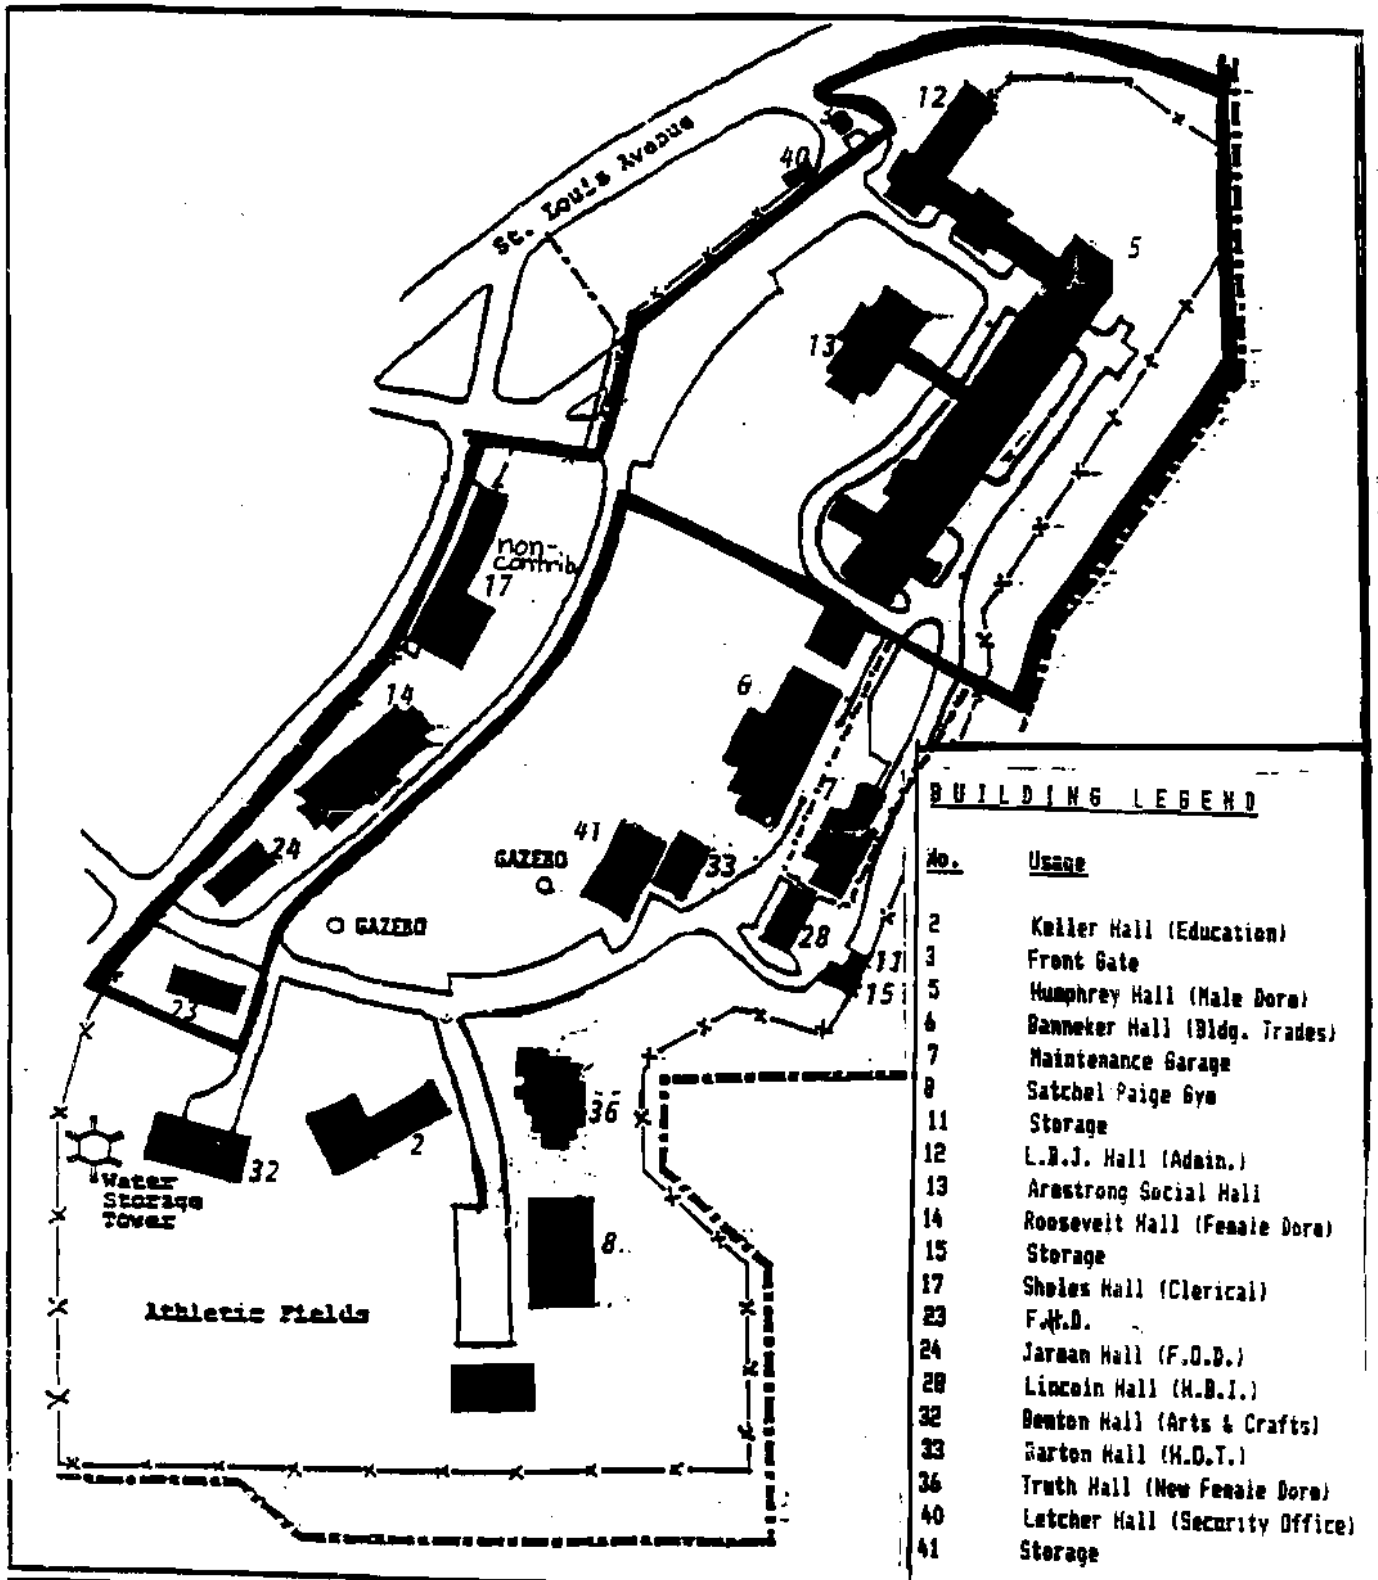 12
St. Louis Avenue
40
5
13
non-
contrib
17
14
6
7
41
GAZEBO
33
24
GAZEBO
28
11
23
15
36
2
32
Water
Storage
Tower
8
Athletic Fields
BUILDING LEGEND
No. Usage
2 Keller Hall (Education)
3 Front Gate
5 Humphrey Hall (Male Dorm)
6 Banneker Hall (Bldg. Trades)
7 Maintenance Garage
8 Satchel Paige Gym
11 Storage
12 L.B.J. Hall (Admin.)
13 Armstrong Social Hall
14 Roosevelt Hall (Female Dorm)
15 Storage
17 Hall (Clerical)
23 F.H.D.
24 Jarman Hall (F.O.B.)
28 Lincoln Hall (H.B.I.)
32 Benton Hall (Arts & Crafts)
33 Barton Hall (H.O.T.)
36 Truth Hall (New Female Dorm)
40 Letcher Hall (Security Office)
41 Storage